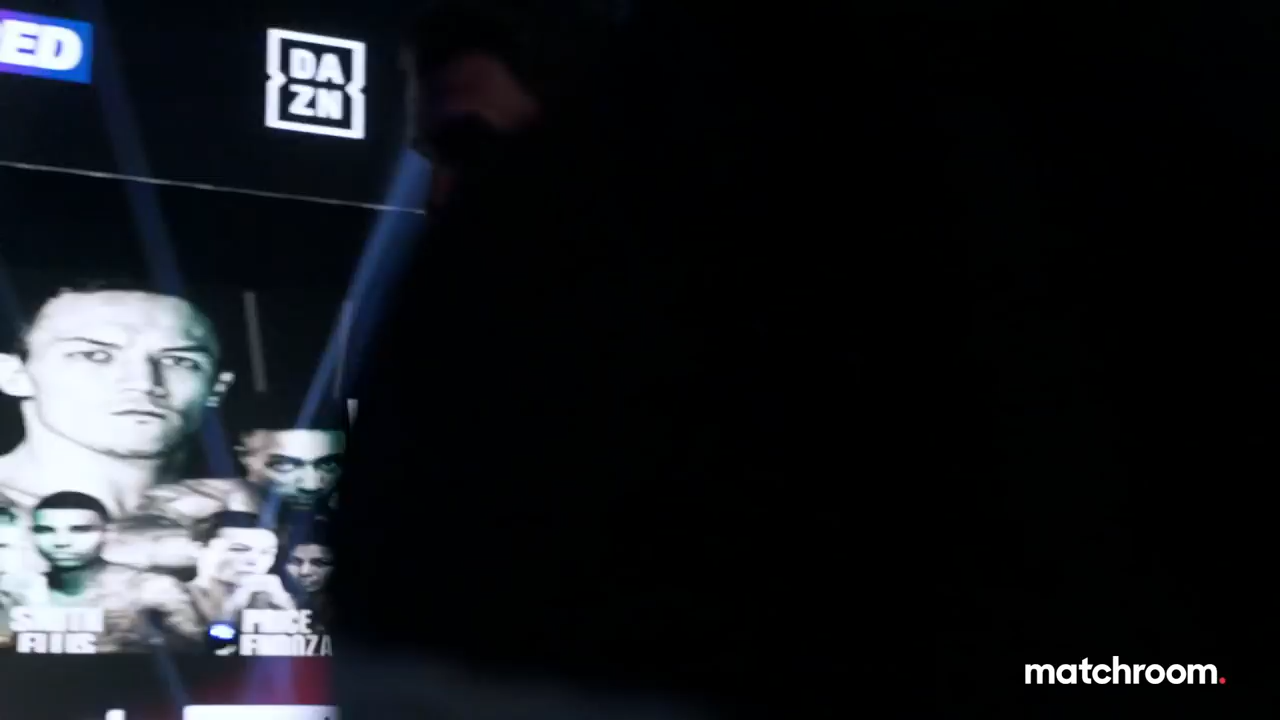 ED
DA
ZN
SMITH
PRICE
matchroom.